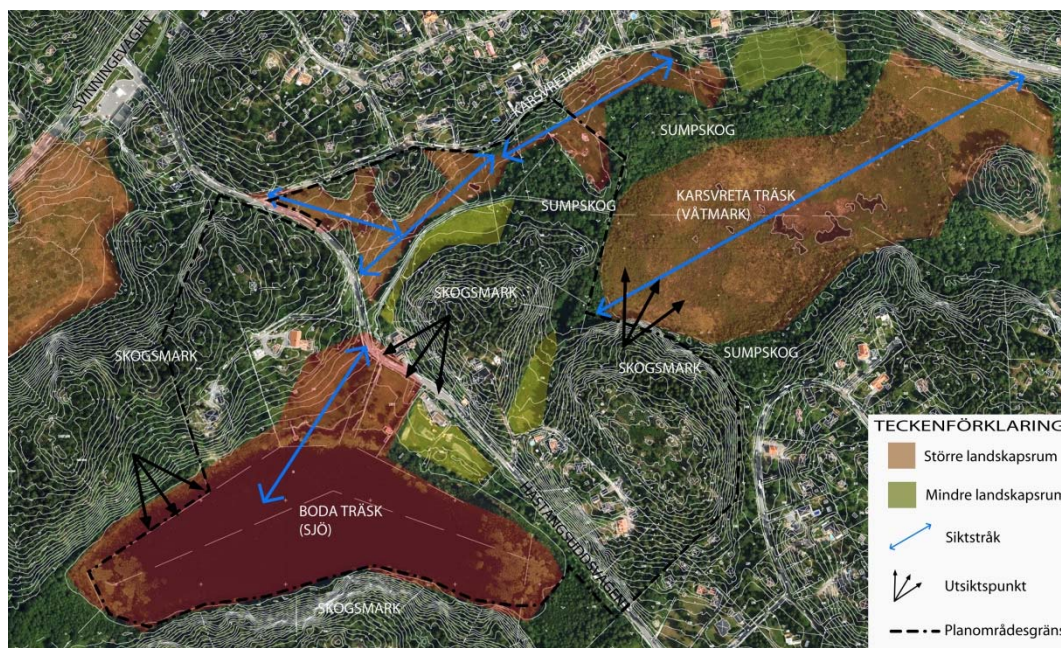 SVINNINGEVÄGEN
KARSVRETAVÄGEN
SUMPSKOG
KARSVRETA TRÄSK
(VÅTMARK)
SUMPSKOG
SKOGSMARK
SKOGSMARK
SKOGSMARK
SUMPSKOG
BODA TRÄSK
(SJÖ)
SKOGSMARK
TECKENFÖRKLARING
Större landskapsrum
Mindre landskapsrum
Siktstråk
Utsiktspunkt
Planområdesgräns